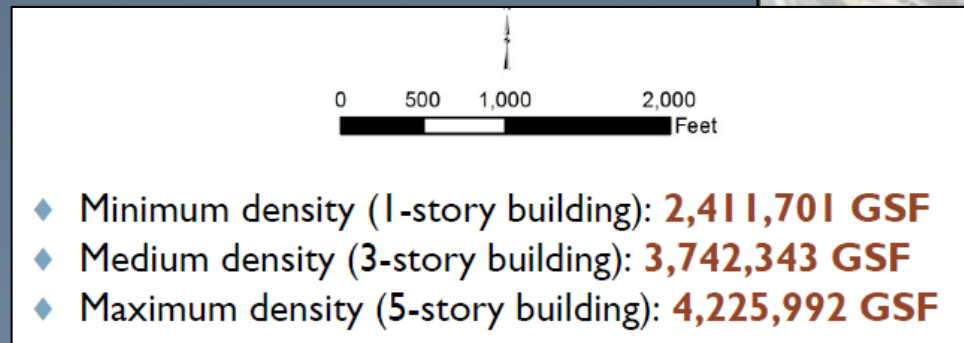 0 500 1,000 2,000
Feet
Minimum density (1-story building): 2,411,701 GSF
Medium density (3-story building): 3,742,343 GSF
Maximum density (5-story building): 4,225,992 GSF